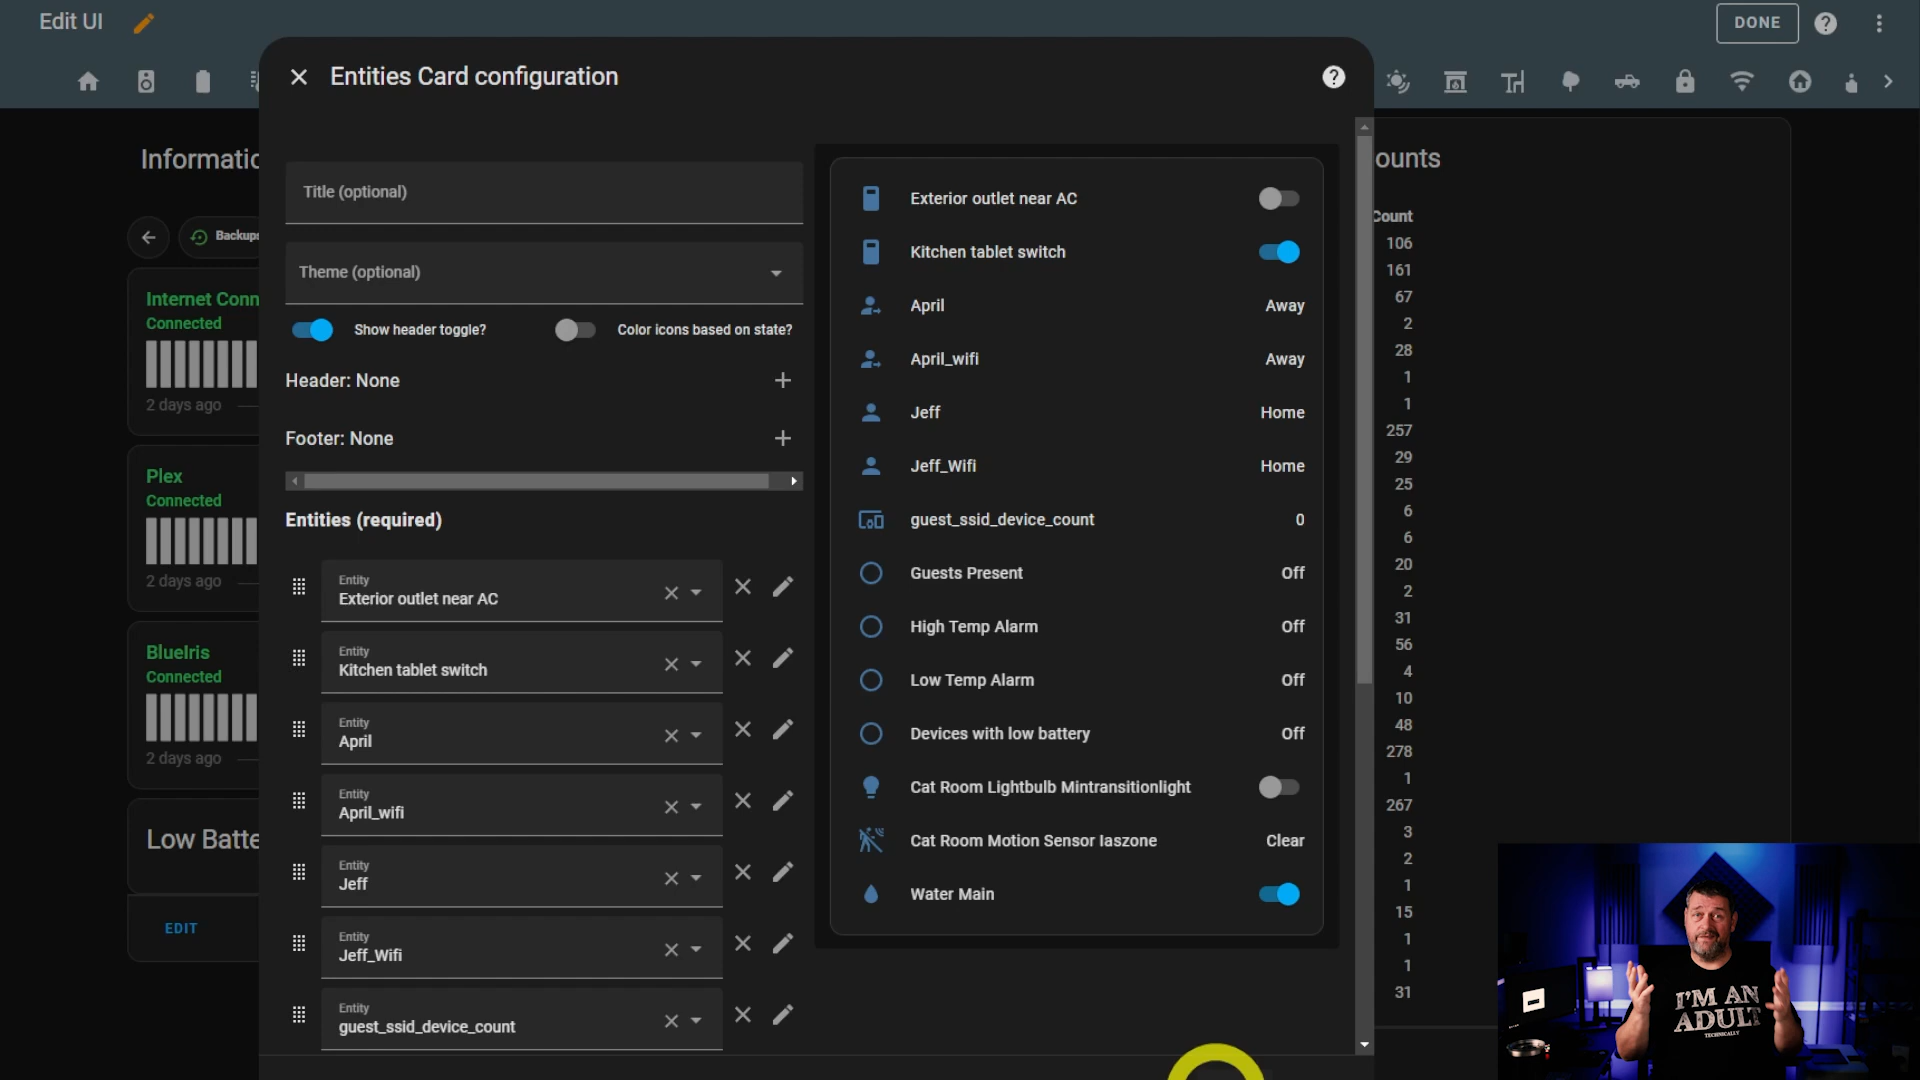 Edit UI
DONE
Entities Card configuration
Informatic
Backups
Internet Conn
Connected
2 days ago
Plex
Connected
2 days ago
BlueIris
Connected
2 days ago
Low Batte
EDIT
Title (optional)
Theme (optional)
Show header toggle?
Color icons based on state?
Header: None
Footer: None
Entities (required)
Entity
Exterior outlet near AC
Entity
Kitchen tablet switch
Entity
April
Entity
April_wifi
Entity
Jeff
Entity
Jeff_Wifi
Entity
guest_ssid_device_count
Exterior outlet near AC
Kitchen tablet switch
April Away
April_wifi Away
Jeff Home
Jeff_Wifi Home
guest_ssid_device_count 0
Guests Present Off
High Temp Alarm Off
Low Temp Alarm Off
Devices with low battery Off
Cat Room Lightbulb Mintransitionlight
Cat Room Motion Sensor Iaszone Clear
Water Main
ounts
Count
106
161
67
2
28
1
1
257
29
25
6
6
20
2
31
56
4
10
48
278
1
267
3
2
1
15
1
1
31
I'M AN
ADULT
TECHNICALLY